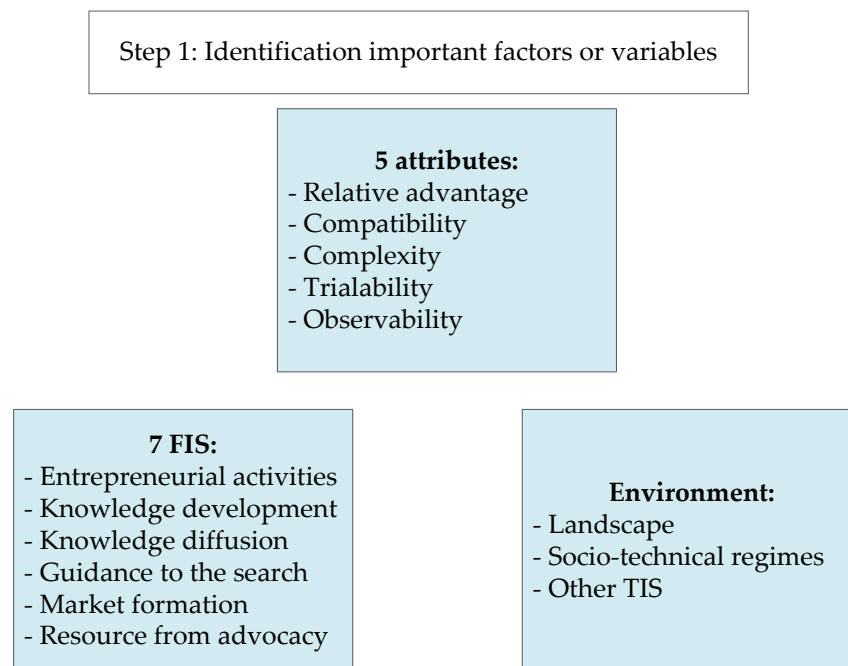 Step 1: Identification important factors or variables
5 attributes:
- Relative advantage
- Compatibility
- Complexity
- Trialability
- Observability
7 FIS:
- Entrepreneurial activities
- Knowledge development
- Knowledge diffusion
- Guidance to the search
- Market formation
- Resource from advocacy
Environment:
- Landscape
- Socio-technical regimes
- Other TIS